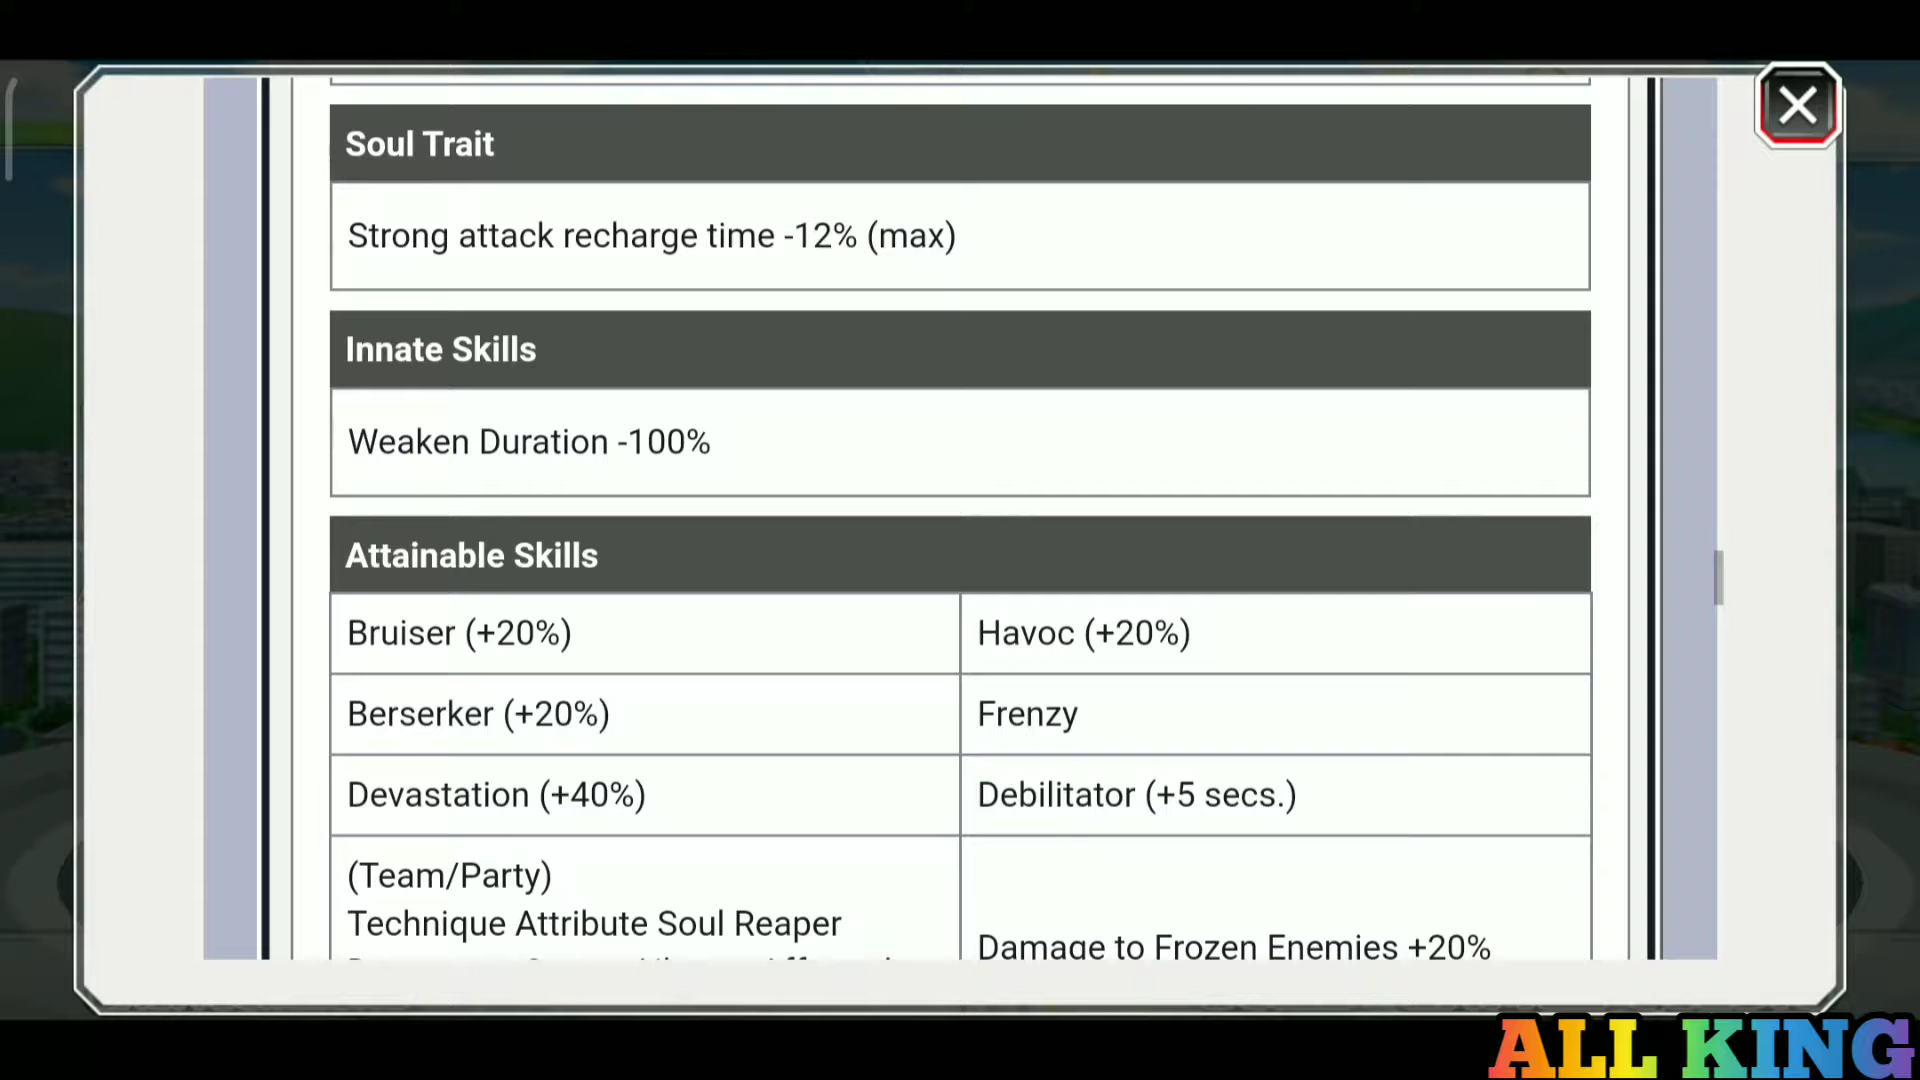 Soul Trait
Strong attack recharge time -12% (max)
Innate Skills
Weaken Duration -100%
Attainable Skills
Bruiser (+20%)
Havoc (+20%)
Berserker (+20%)
Frenzy
Devastation (+40%)
Debilitator (+5 secs.)
(Team/Party)
Technique Attribute Soul Reaper
Damage to Frozen Enemies +20%
ALL KING